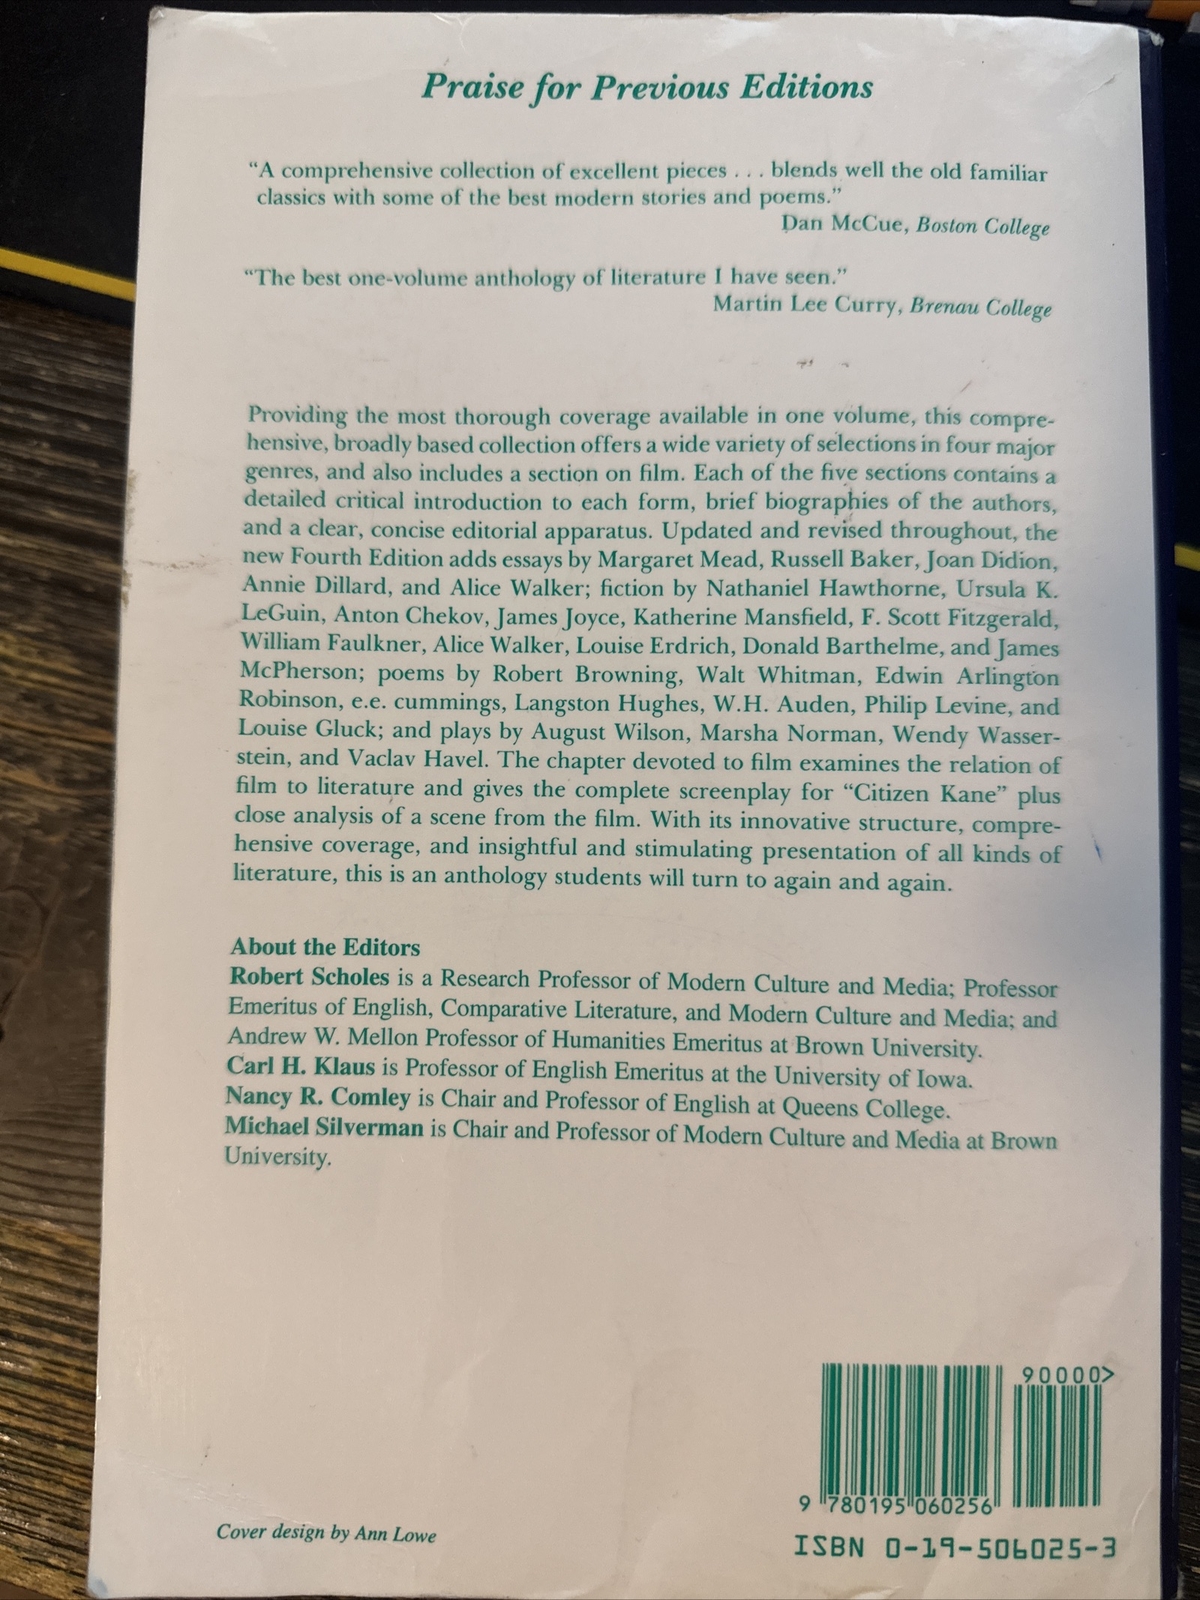 Praise for Previous Editions
“A comprehensive collection of excellent pieces . . . blends well the old familiar
classics with some of the best modern stories and poems.”
Dan McCue, Boston College
“The best one-volume anthology of literature I have seen.”
Martin Lee Curry, Brenau College
Providing the most thorough coverage available in one volume, this compre-
hensive, broadly based collection offers a wide variety of selections in four major
genres, and also includes a section on film. Each of the five sections contains a
detailed critical introduction to each form, brief biographies of the authors,
and a clear, concise editorial apparatus. Updated and revised throughout, the
new Fourth Edition adds essays by Margaret Mead, Russell Baker, Joan Didion,
Annie Dillard, and Alice Walker; fiction by Nathaniel Hawthorne, Ursula K.
LeGuin, Anton Chekov, James Joyce, Katherine Mansfield, F. Scott Fitzgerald,
William Faulkner, Alice Walker, Louise Erdrich, Donald Barthelme, and James
McPherson; poems by Robert Browning, Walt Whitman, Edwin Arlington
Robinson, e.e. cummings, Langston Hughes, W.H. Auden, Philip Levine, and
Louise Gluck; and plays by August Wilson, Marsha Norman, Wendy Wasser-
stein, and Vaclav Havel. The chapter devoted to film examines the relation of
film to literature and gives the complete screenplay for “Citizen Kane” plus
close analysis of a scene from the film. With its innovative structure, compre-
hensive coverage, and insightful and stimulating presentation of all kinds of
literature, this is an anthology students will turn to again and again.
About the Editors
Robert Scholes is a Research Professor of Modern Culture and Media; Professor
Emeritus of English, Comparative Literature, and Modern Culture and Media; and
Andrew W. Mellon Professor of Humanities Emeritus at Brown University.
Carl H. Klaus is Professor of English Emeritus at the University of Iowa.
Nancy R. Comley is Chair and Professor of English at Queens College.
Michael Silverman is Chair and Professor of Modern Culture and Media at Brown
University.
90000>
9 780195 060256
ISBN 0-19-506025-3
Cover design by Ann Lowe